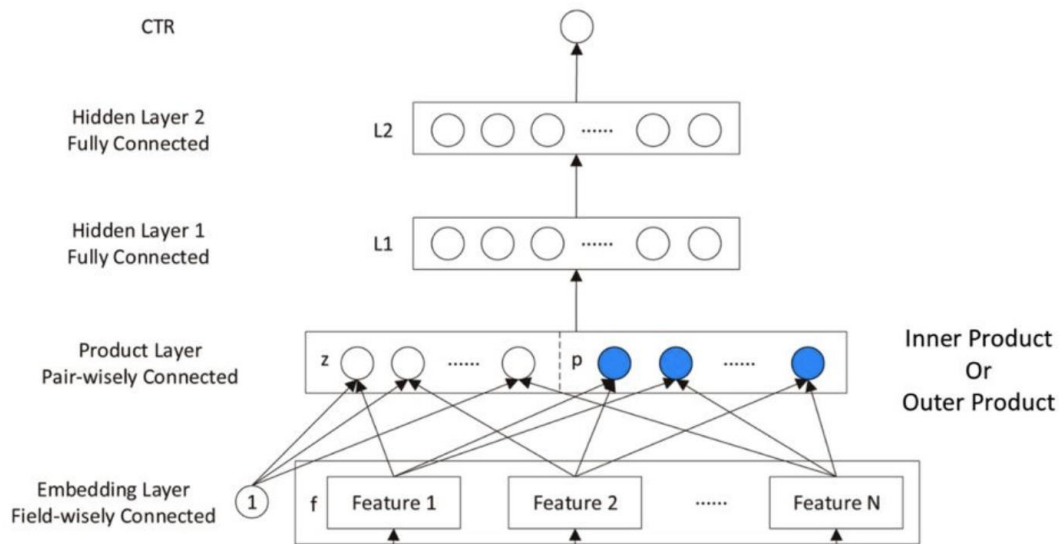 CTR
Hidden Layer 2
Fully Connected
L2
......
Hidden Layer 1
Fully Connected
L1
......
Product Layer
Pair-wisely Connected
z
......
p
......
Inner Product
Or
Outer Product
Embedding Layer
Field-wisely Connected
1
f
Feature 1
Feature 2
......
Feature N